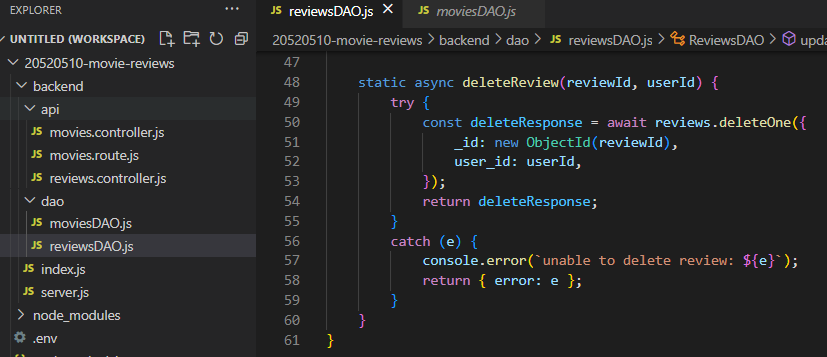 EXPLORER
UNTITLED (WORKSPACE)
20520510-movie-reviews
backend
api
JS movies.controller.js
JS movies.route.js
JS reviews.controller.js
dao
JS moviesDAO.js
JS reviewsDAO.js
JS index.js
JS server.js
node_modules
.env
JS reviewsDAO.js
JS moviesDAO.js
20520510-movie-reviews > backend > dao > JS reviewsDAO.js > ReviewsDAO >
47
48 static async deleteReview(reviewId, userId) {
49 try {
50 const deleteResponse = await reviews.deleteOne({
51 _id: new ObjectId(reviewId),
52 user_id: userId,
53 });
54 return deleteResponse;
55 }
56 catch (e) {
57 console.error(`unable to delete review: ${e}`);
58 return { error: e };
59 }
60 }
61 }